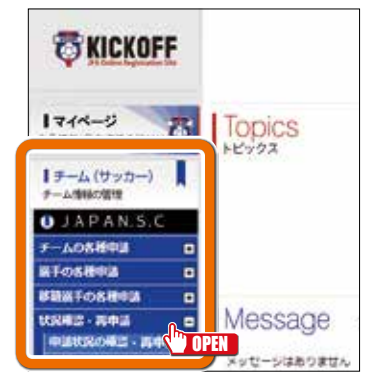 KICKOFF
JFA Online Registration Site
マイページ
Topics
トピックス
チーム（サッカー）
チーム情報の管理
JAPAN.S.C
チームの各種申請
選手の各種申請
移籍選手の各種申請
状況確認・再申請
申請状況の確認・再申
OPEN
Message
メッセージはありません